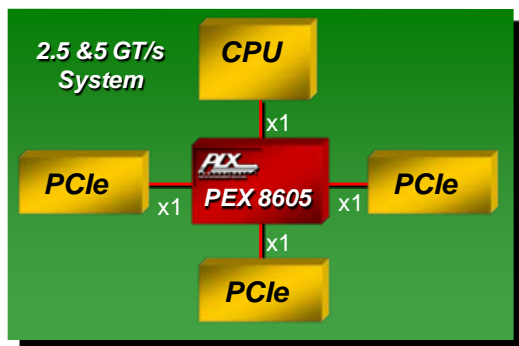 2.5 &5 GT/s
System
CPU
x1
PLX
PEX 8605
PCIe
x1
PCIe
x1
x1
PCIe